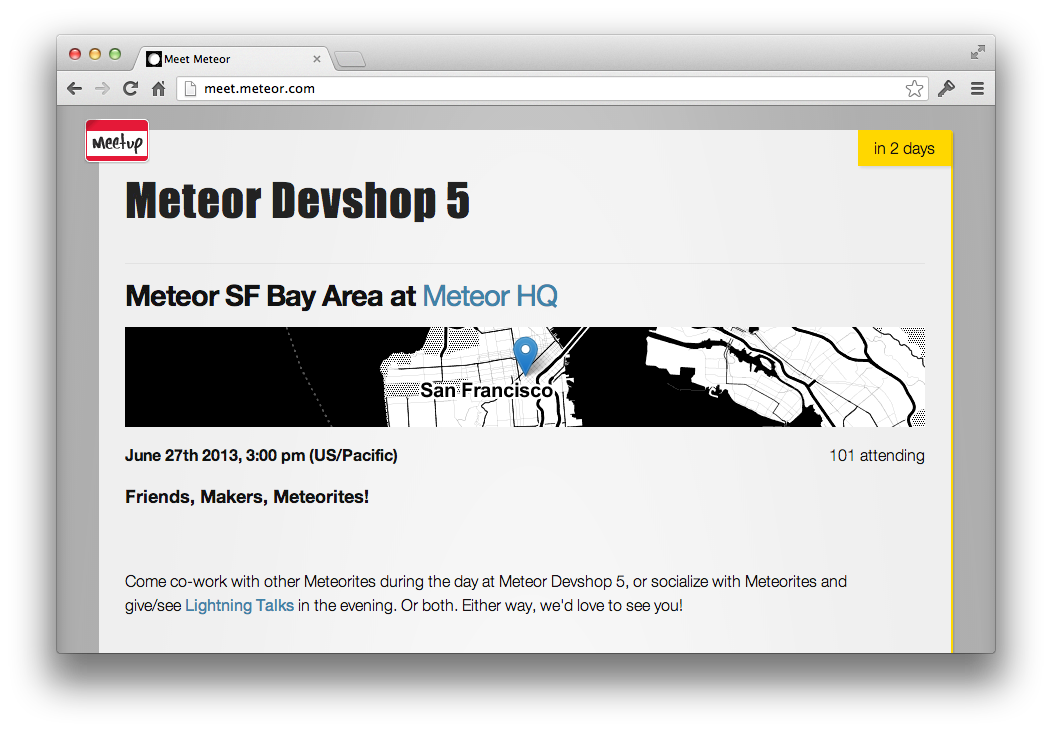 Meet Meteor
meet.meteor.com
Meetup
in 2 days
Meteor Devshop 5
Meteor SF Bay Area at Meteor HQ
San Francisco
June 27th 2013, 3:00 pm (US/Pacific)
101 attending
Friends, Makers, Meteorites!
Come co-work with other Meteorites during the day at Meteor Devshop 5, or socialize with Meteorites and
give/see Lightning Talks in the evening. Or both. Either way, we'd love to see you!